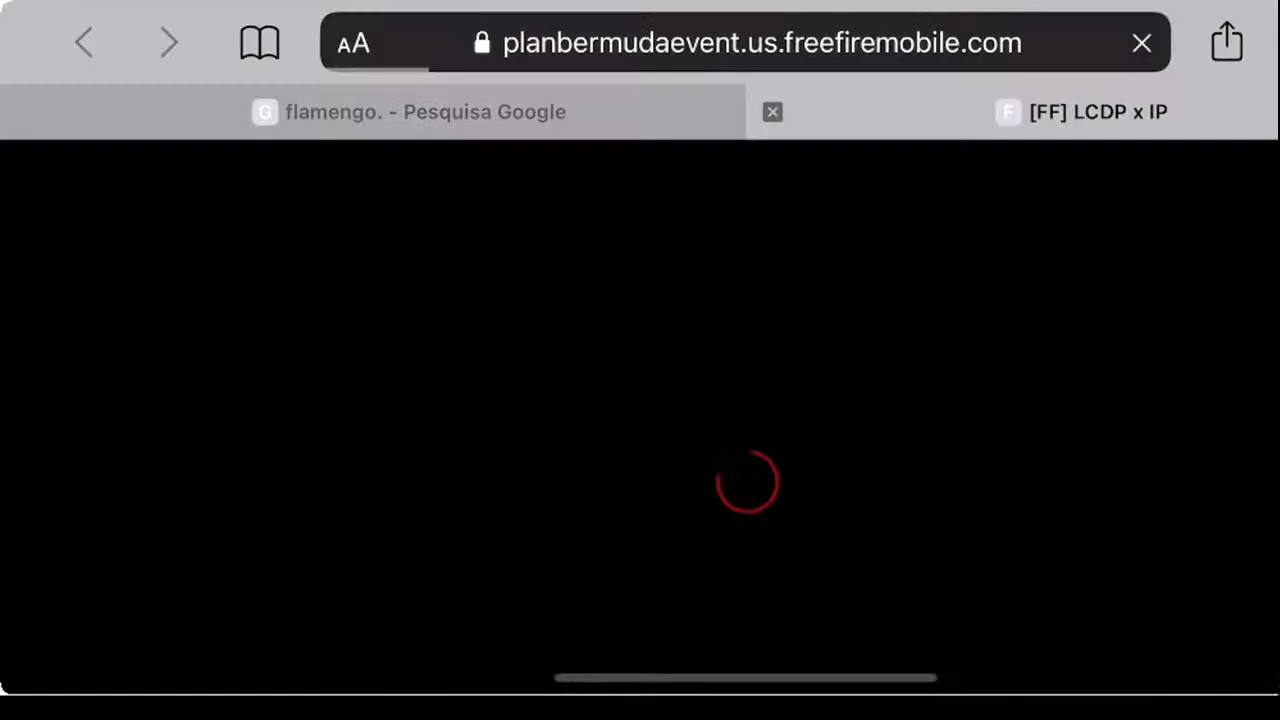 AA planbermudaevent.us.freefiremobile.com
G flamengo. - Pesquisa Google
F [FF] LCDP x IP